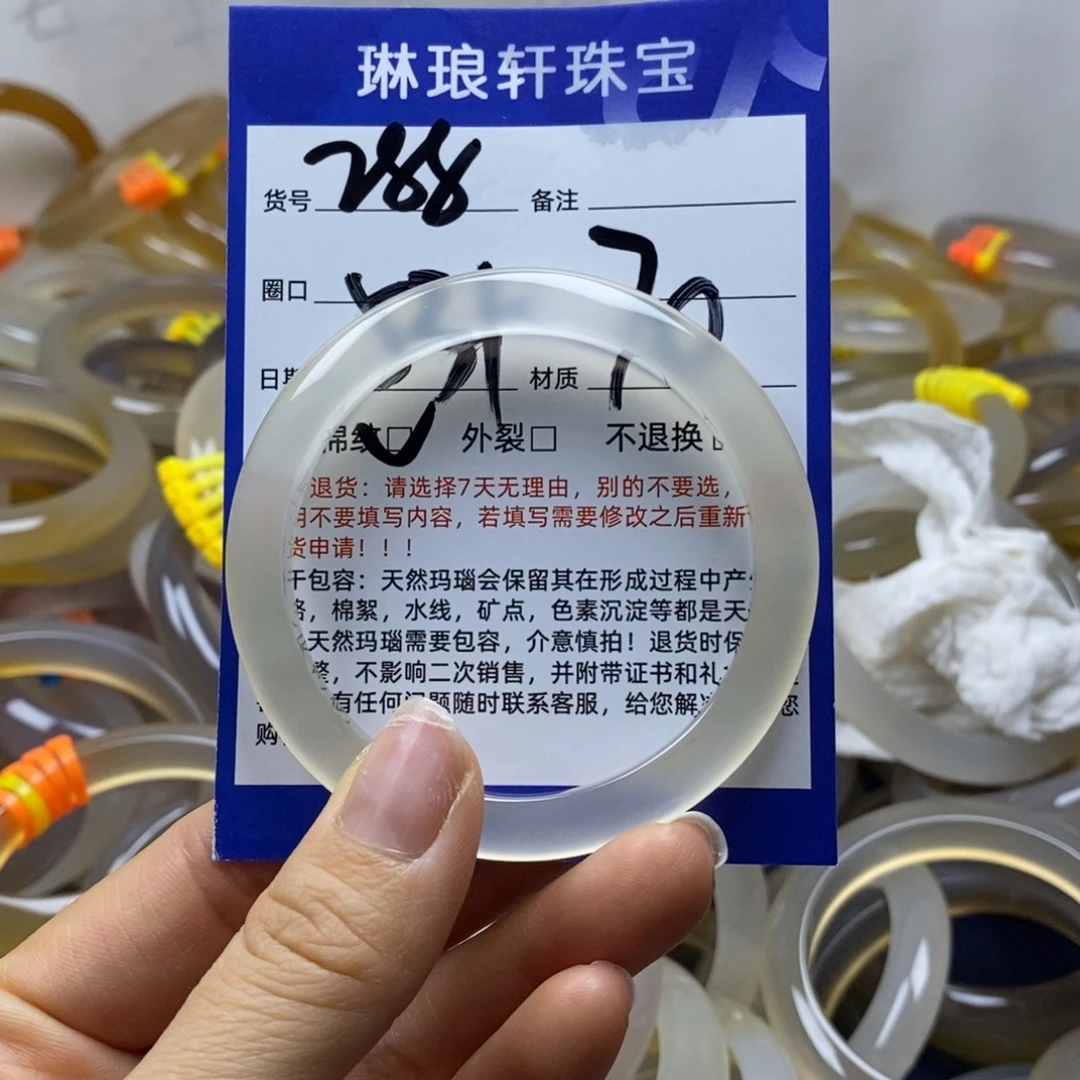 琳琅轩珠宝
货号 288 备注
圈口
70
材质
外裂□ 不退换
退货：请选择7天无理由，别的不要选，
不要填写内容，若填写需要修改之后重新
货申请！！！
包容：天然玛瑙会保留其在形成过程中产
，棉絮，水线，矿点，色素沉淀等都是天
天然玛瑙需要包容，介意慎拍！退货时保
整，不影响二次销售，并附带证书和礼
有任何问题随时联系客服，给您解 您
购